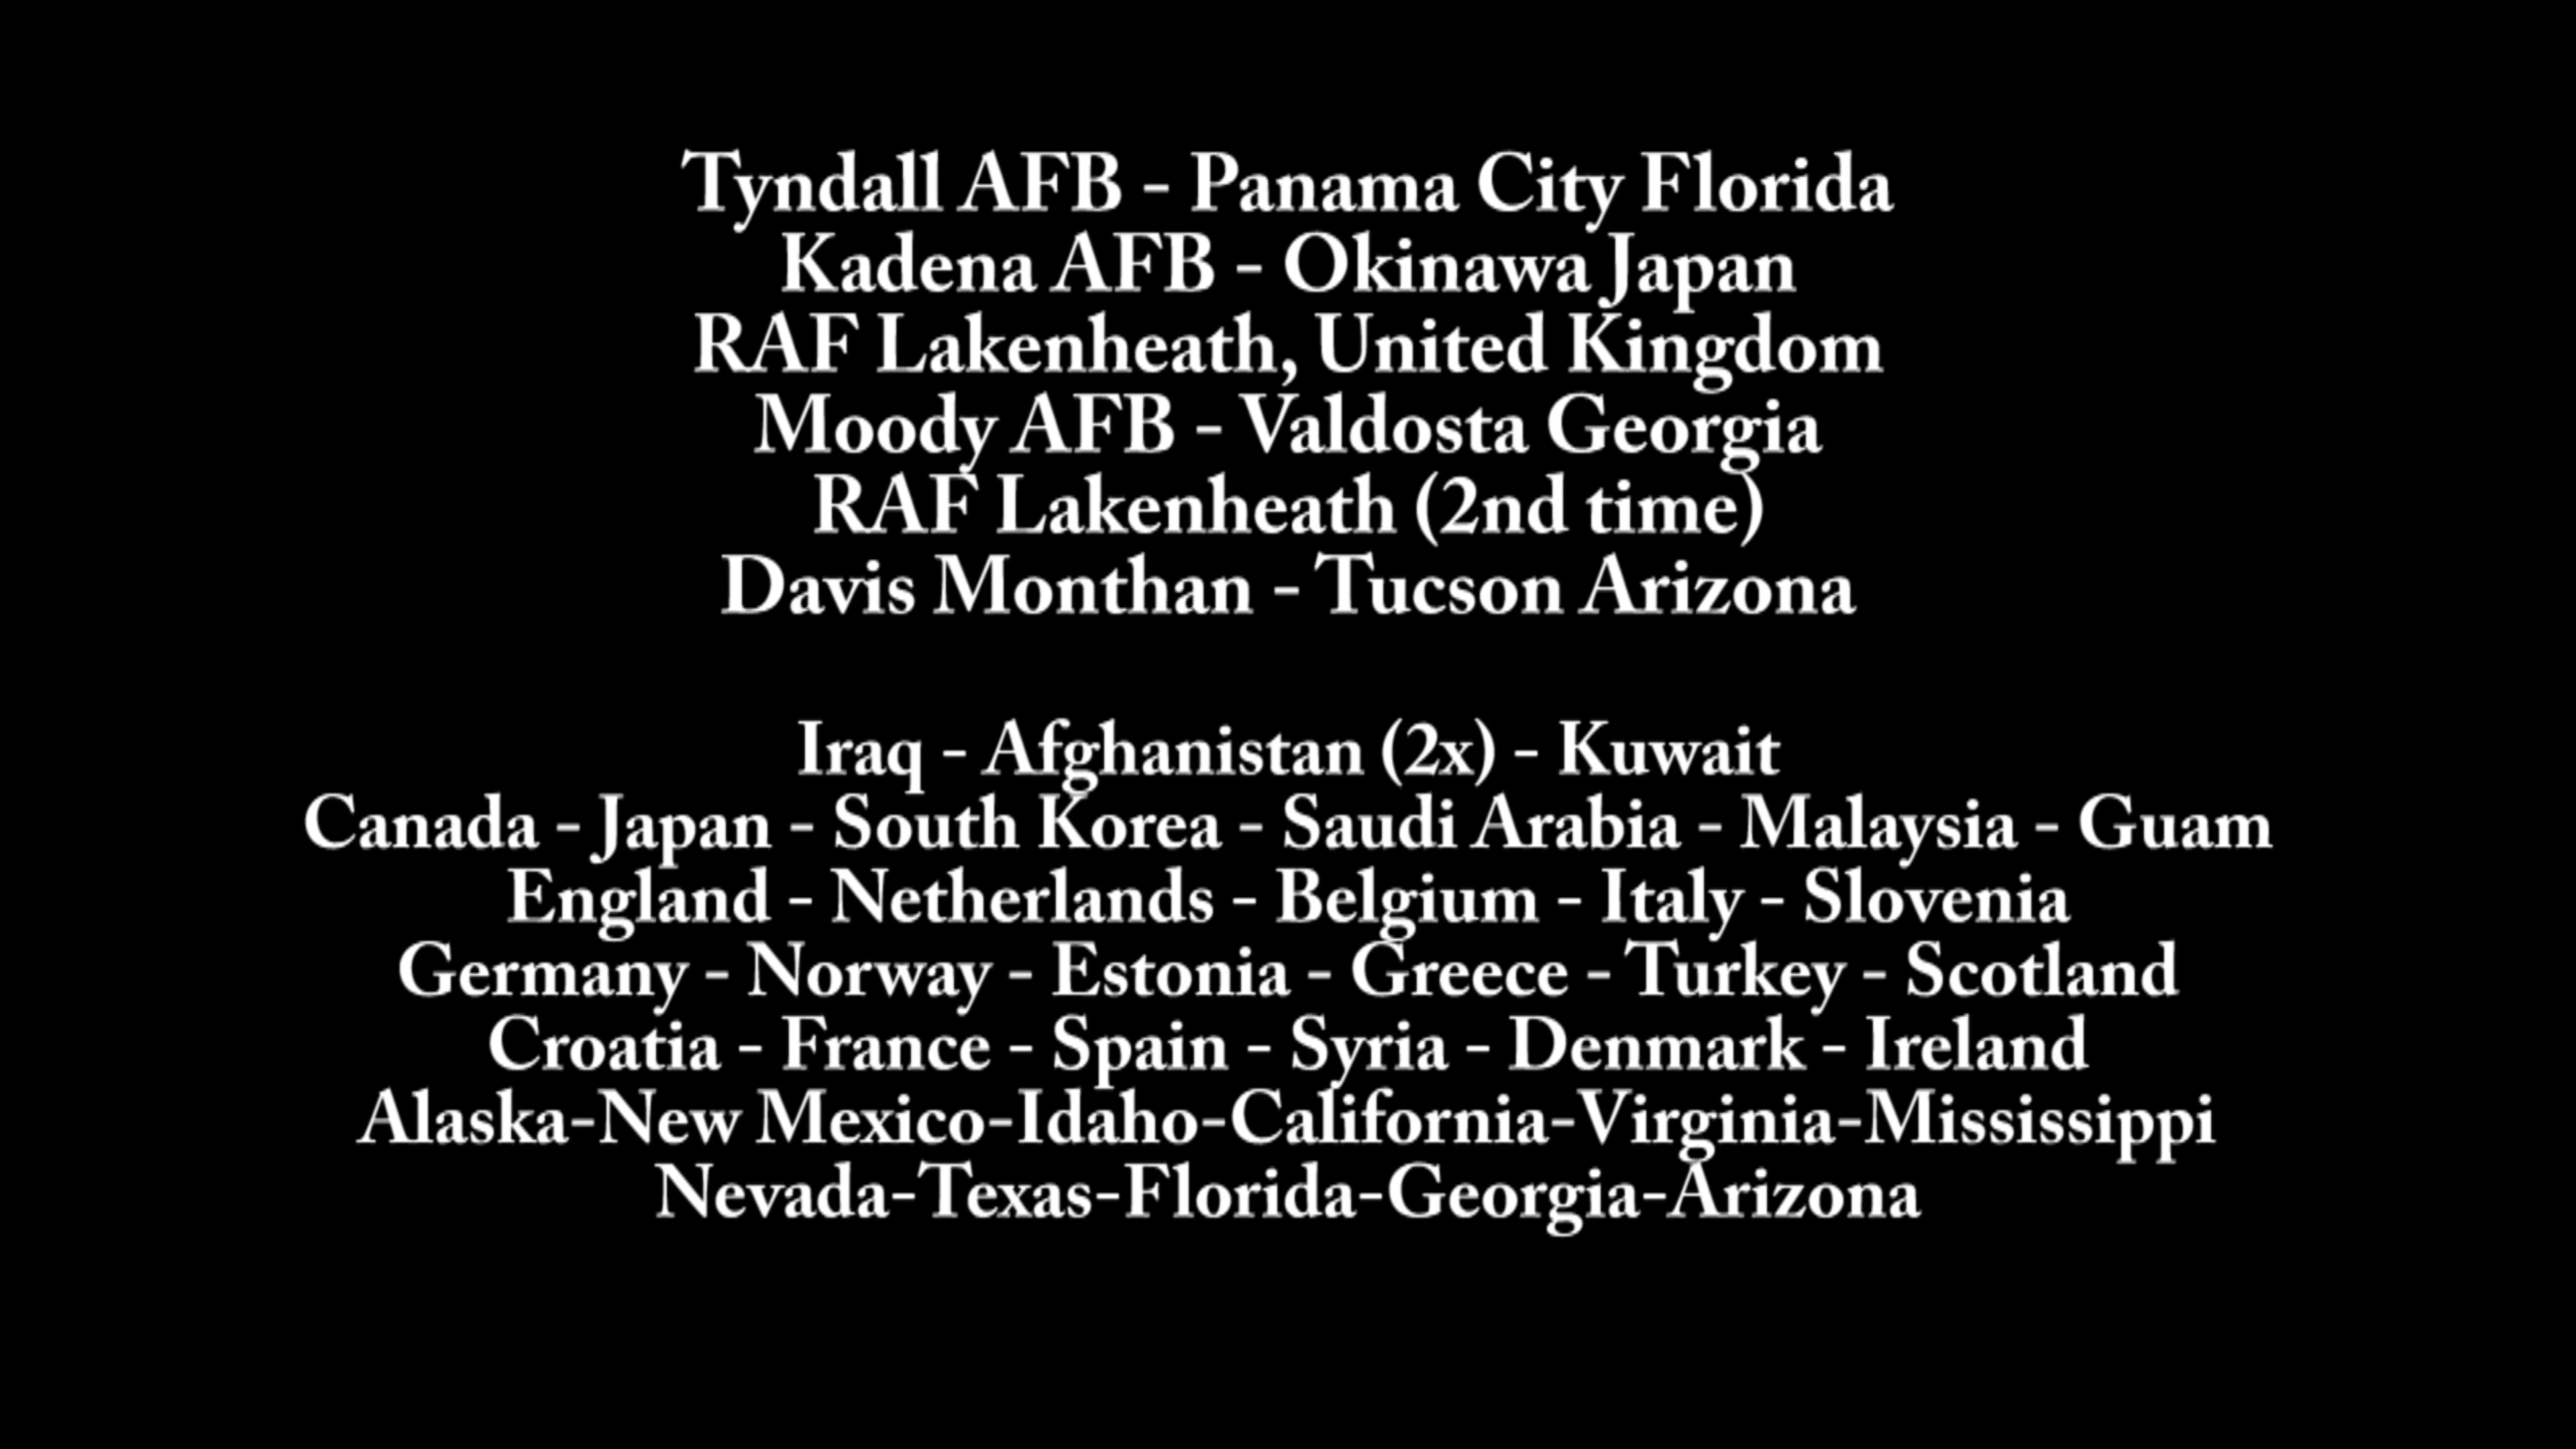 Tyndall AFB - Panama City Florida
Kadena AFB - Okinawa Japan
RAF Lakenheath, United Kingdom
Moody AFB - Valdosta Georgia
RAF Lakenheath (2nd time)
Davis Monthan - Tucson Arizona
Iraq - Afghanistan (2x) - Kuwait
Canada - Japan - South Korea - Saudi Arabia - Malaysia - Guam
England - Netherlands - Belgium - Italy - Slovenia
Germany - Norway - Estonia - Greece - Turkey - Scotland
Croatia - France - Spain - Syria - Denmark - Ireland
Alaska-New Mexico-Idaho-California-Virginia-Mississippi
Nevada-Texas-Florida-Georgia-Arizona